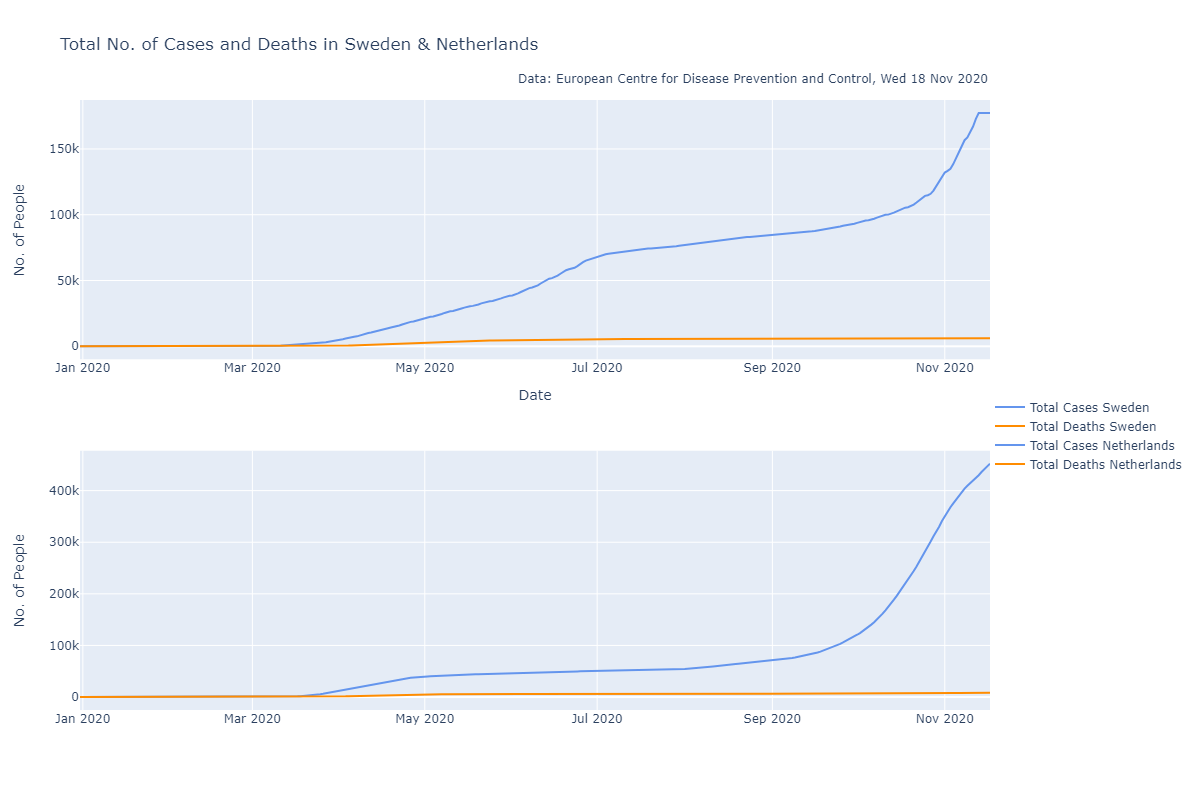 Total No. of Cases and Deaths in Sweden & Netherlands
Data: European Centre for Disease Prevention and Control, Wed 18 Nov 2020
No. of People
150k
100k
50k
0
Jan 2020 Mar 2020 May 2020 Jul 2020 Sep 2020 Nov 2020
Date
Total Cases Sweden
Total Deaths Sweden
Total Cases Netherlands
Total Deaths Netherlands
No. of People
400k
300k
200k
100k
0
Jan 2020 Mar 2020 May 2020 Jul 2020 Sep 2020 Nov 2020